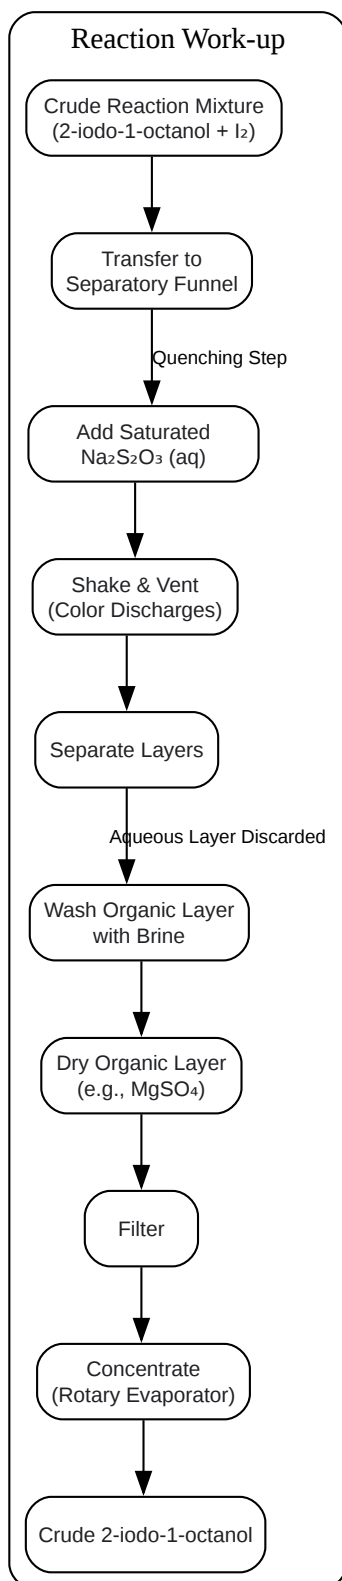 Reaction Work-up
Crude Reaction Mixture
(2-iodo-1-octanol + I₂)
Transfer to
Separatory Funnel
Quenching Step
Add Saturated
Na₂S₂O₃ (aq)
Shake & Vent
(Color Discharges)
Separate Layers
Aqueous Layer Discarded
Wash Organic Layer
with Brine
Dry Organic Layer
(e.g., MgSO₄)
Filter
Concentrate
(Rotary Evaporator)
Crude 2-iodo-1-octanol